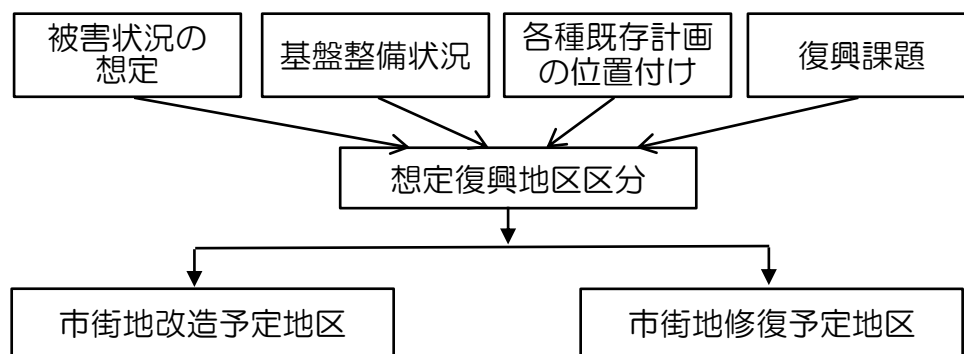 被害状況の
想定
基盤整備状況
各種既存計画
の位置付け
復興課題
想定復興地区区分
市街地改造予定地区
市街地修復予定地区